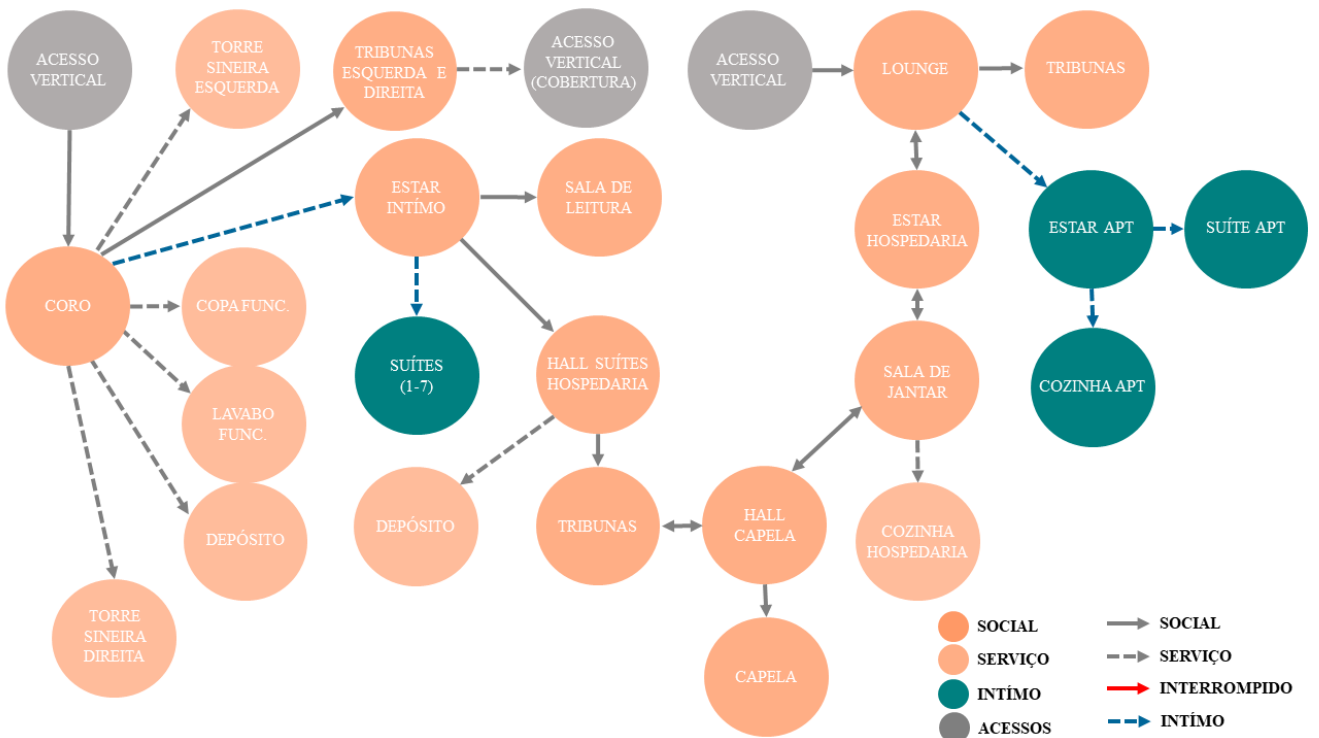 ACESSO
VERTICAL
TORRE
SINEIRA
ESQUERDA
TRIBUNAS
ESQUERDA E
DIREITA
ACESSO
VERTICAL
(COBERTURA)
ACESSO
VERTICAL
LOUNGE
TRIBUNAS
ESTAR
INTÍMO
SALA DE
LEITURA
ESTAR
HOSPEDARIA
ESTAR APT
SUÍTE APT
CORO
COPA FUNC.
SUÍTES
(1-7)
HALL SUÍTES
HOSPEDARIA
SALA DE
JANTAR
COZINHA APT
LAVABO
FUNC.
DEPÓSITO
DEPÓSITO
TRIBUNAS
HALL
CAPELA
COZINHA
HOSPEDARIA
TORRE
SINEIRA
DIREITA
CAPELA
SOCIAL
SERVIÇO
INTÍMO
ACESSOS
SOCIAL
SERVIÇO
INTERROMPIDO
INTÍMO